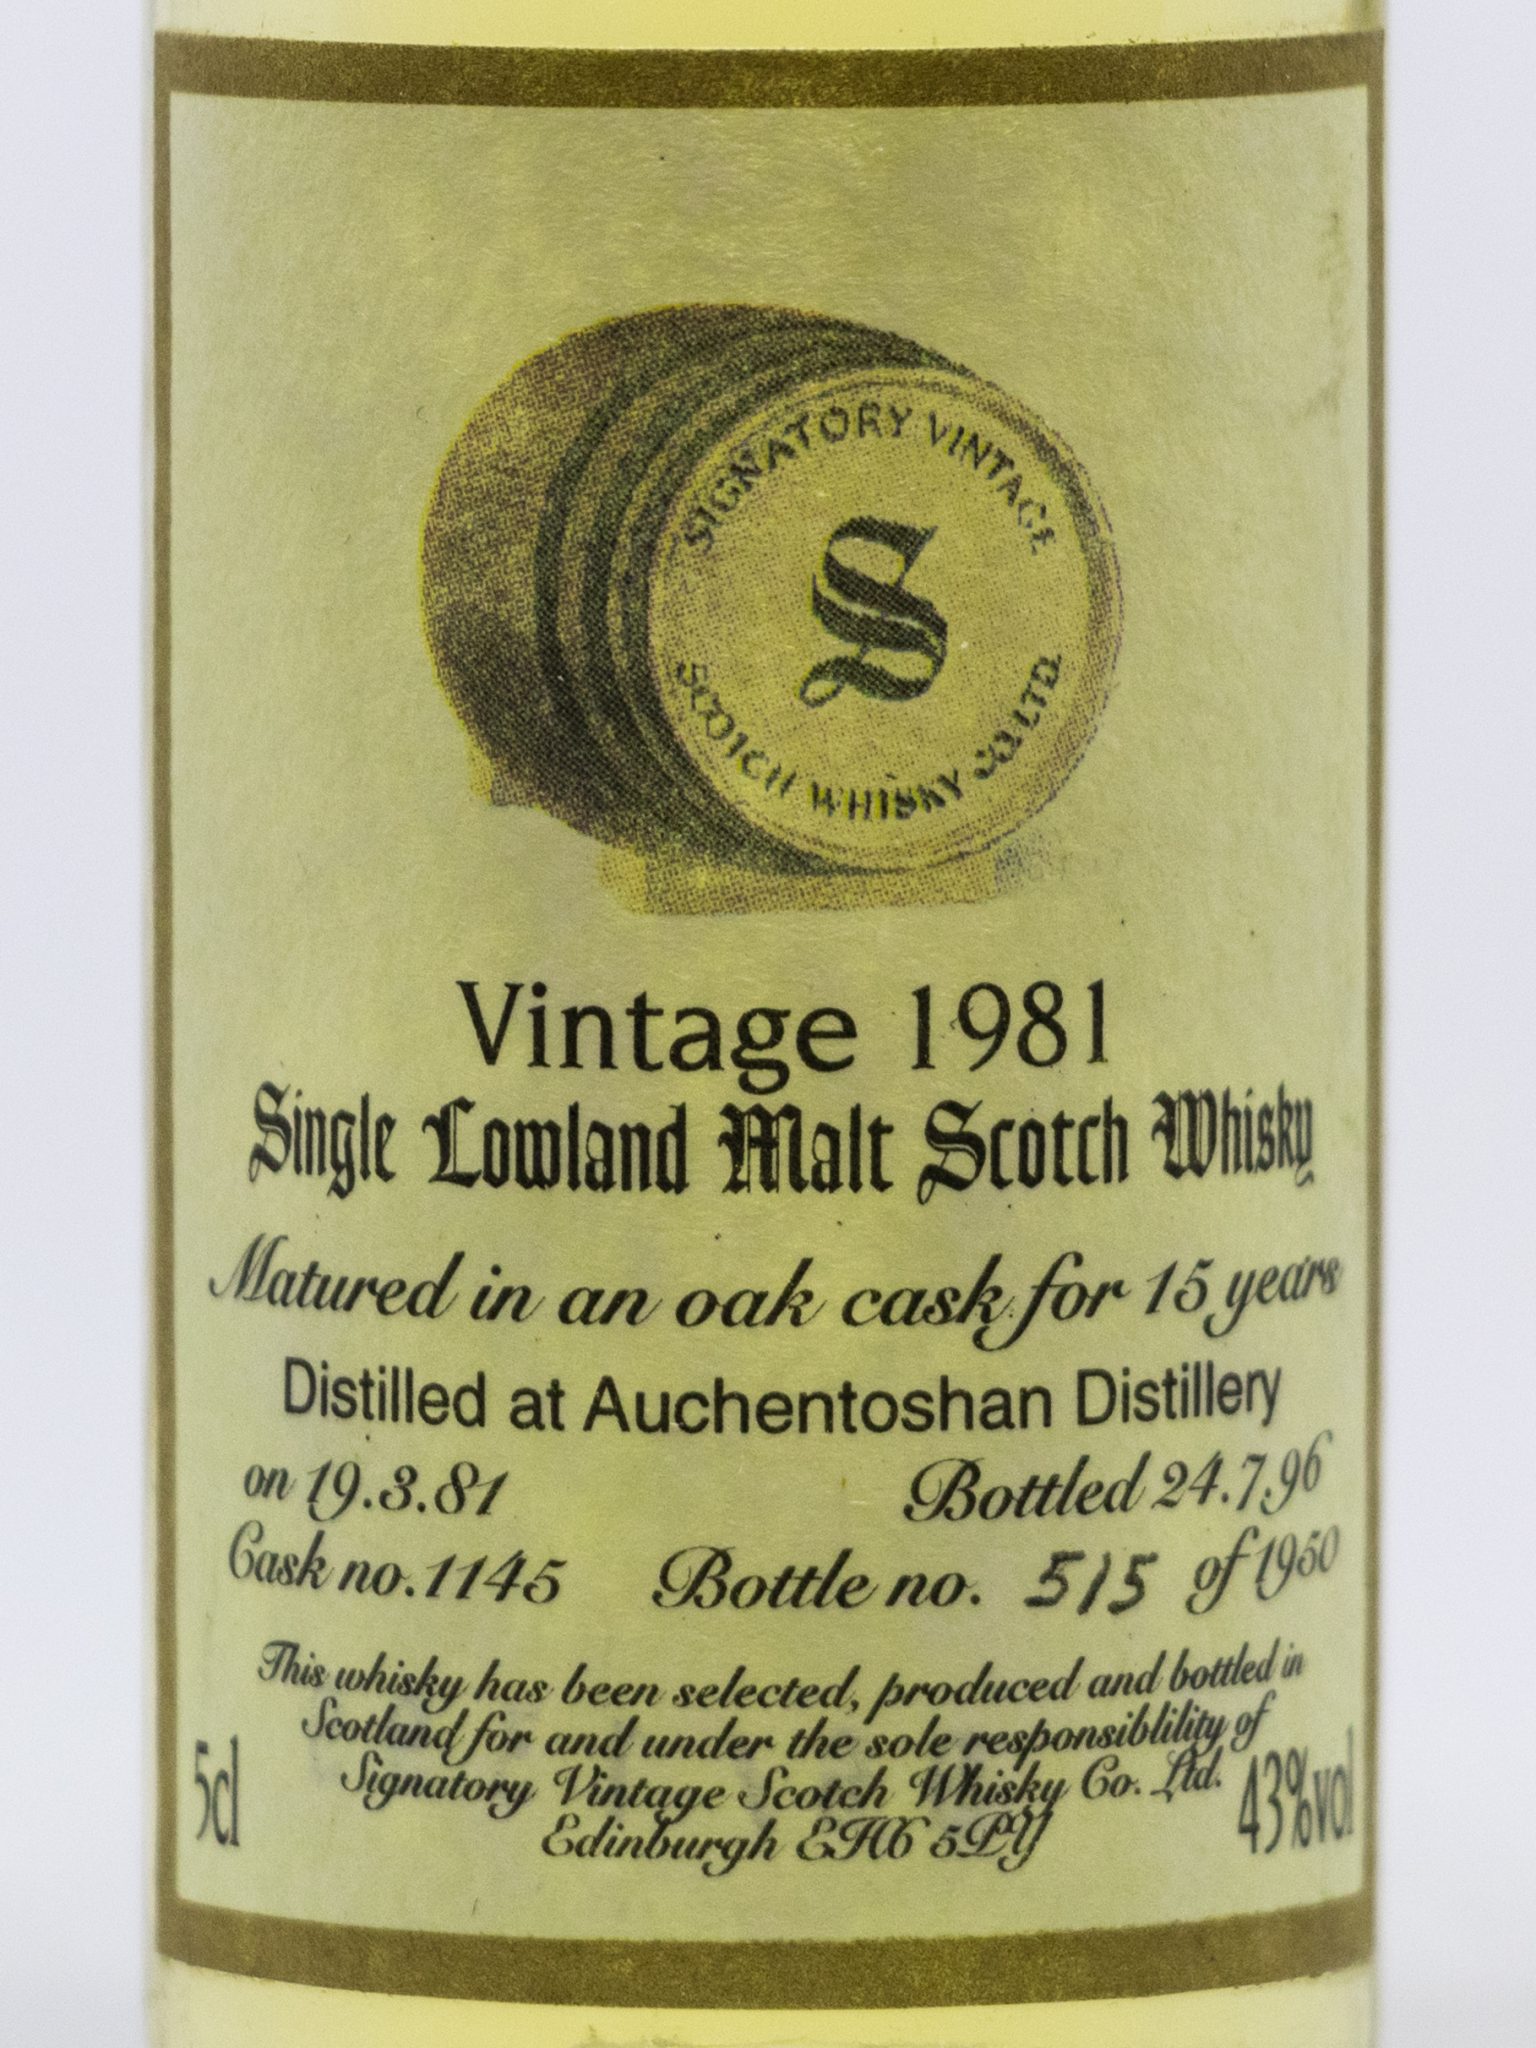 SIGNATORY VINTAGE
S
SCOTCH WHISKY CO. LTD.
Vintage 1981
Single Lowland Malt Scotch Whisky
Matured in an oak cask for 15 years
Distilled at Auchentoshan Distillery
on 19.3.81 Bottled 24.7.96
Cask no. 1145 Bottle no. 515 of 1950
This whisky has been selected, produced and bottled in
Scotland for and under the sole responsiblility of
Signatory Vintage Scotch Whisky Co. Ltd.
Edinburgh EH6 5PY
5cl 43%vol